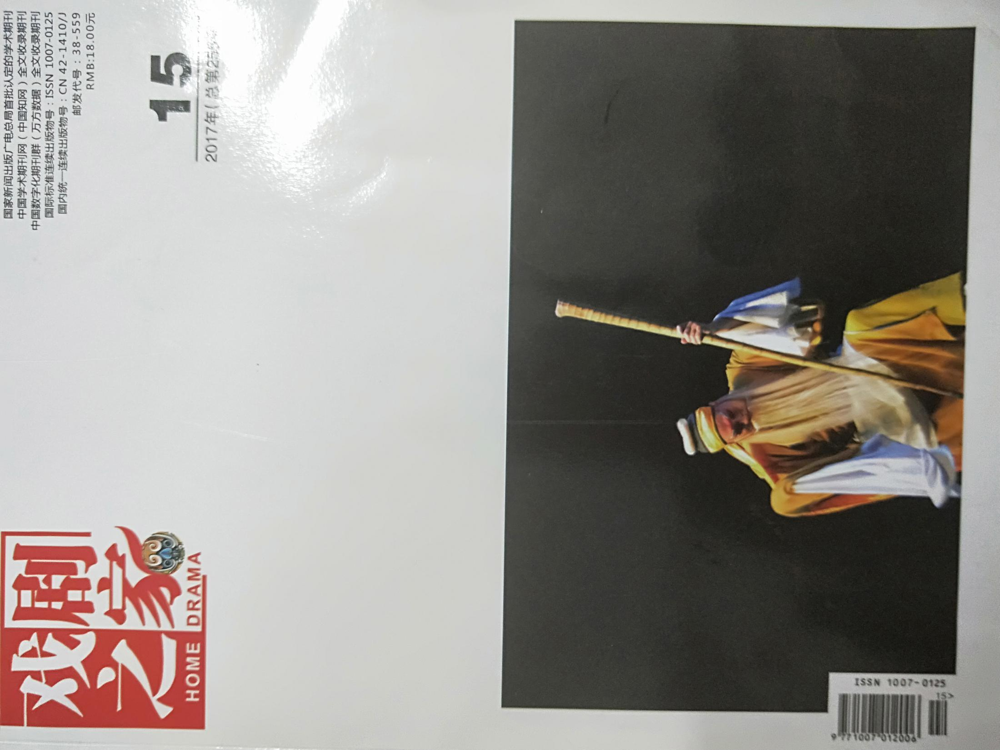 戏剧
之家
HOME DRAMA
国家新闻出版广电总局首批认定的学术期刊
中国学术期刊网（中国知网）全文收录期刊
中国数字化期刊群（万方数据）全文收录期刊
国际标准连续出版物号：ISSN 1007-0125
国内统一连续出版物号：CN 42-1410/J
邮发代号：38-559
RMB:18.00元
15
2017年（总第25
ISSN 1007-0125
15>
9 771007 012006